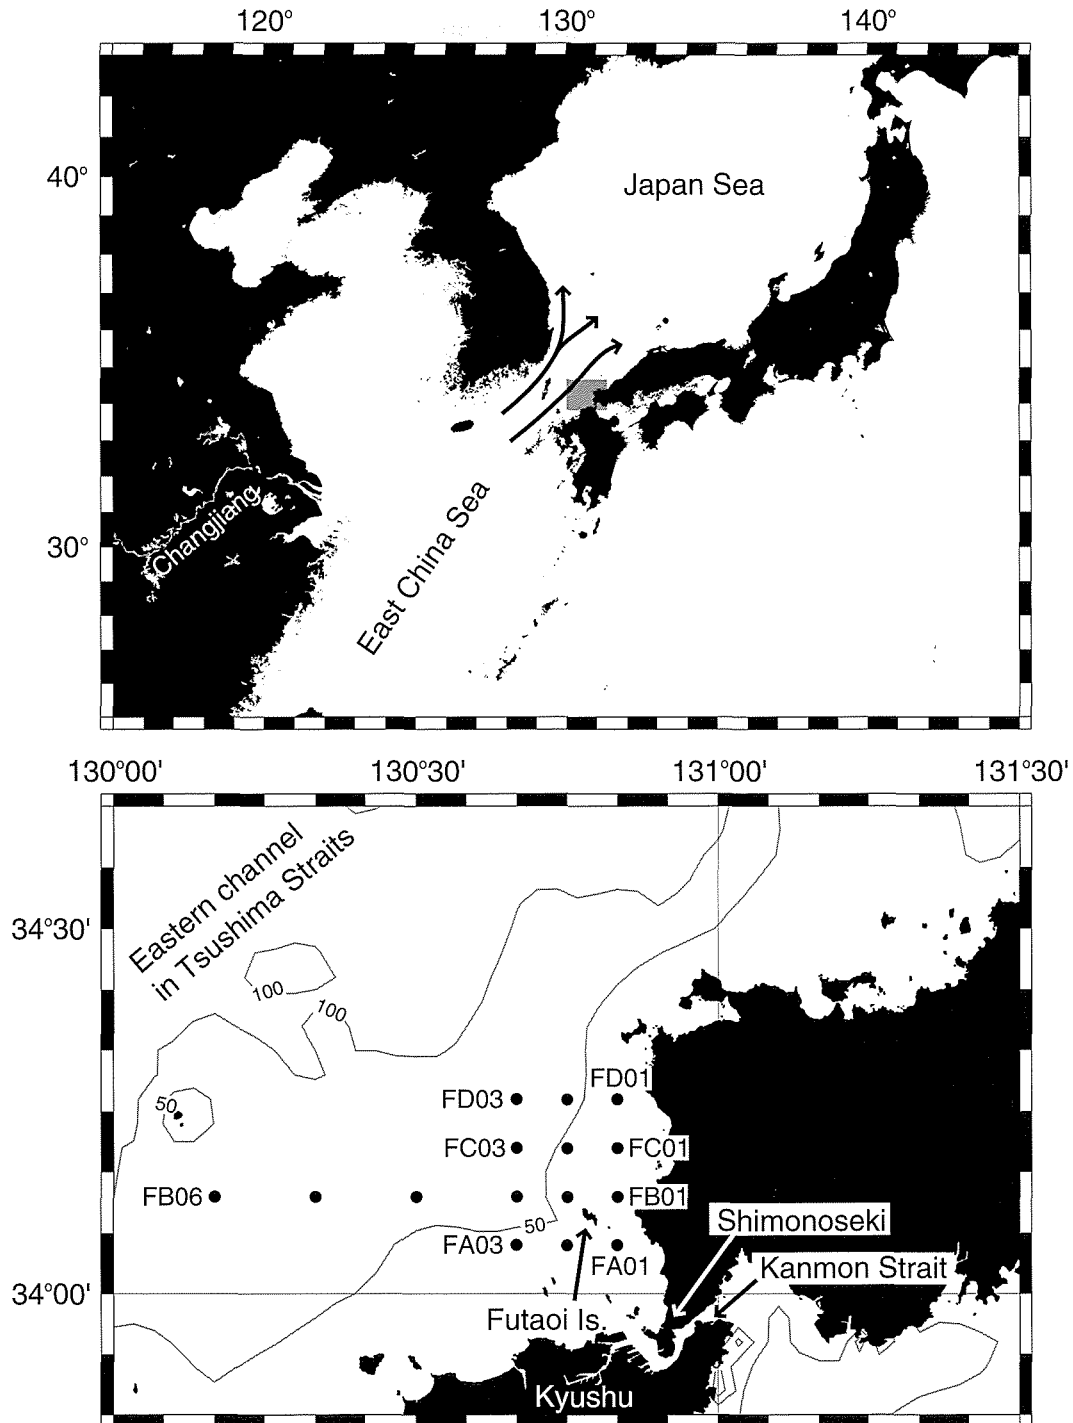 120° 130° 140°
40°
Japan Sea
Changjiang
30°
East China Sea
130°00' 130°30' 131°00' 131°30'
Eastern channel
in Tsushima Straits
34°30'
100
100
FD01
50
FD03
FC03
FC01
FB06
FB01
50
Shimonoseki
FA03
FA01
Kanmon Strait
34°00'
Futaoi Is.
Kyushu